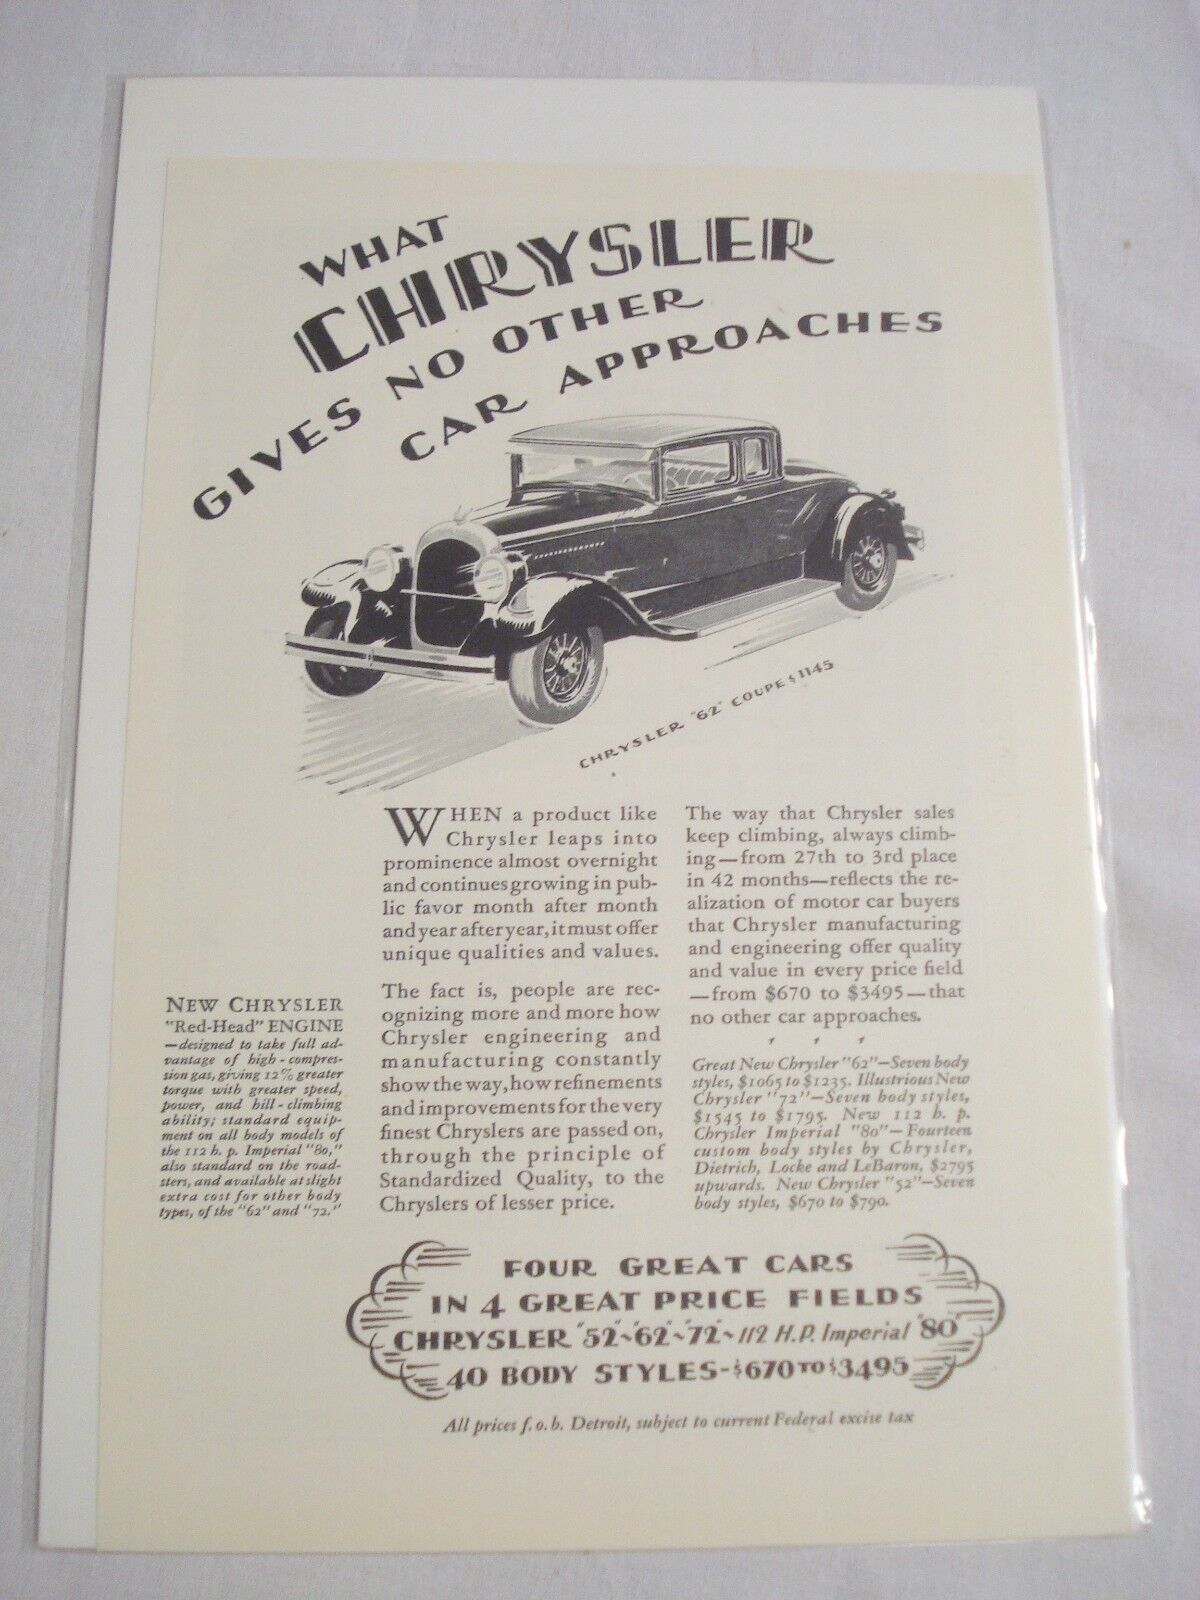 WHAT
CHRYSLER
GIVES NO OTHER
CAR APPROACHES
CHRYSLER "62" COUPE $1145
WHEN a product like
Chrysler leaps into
prominence almost overnight
and continues growing in pub-
lic favor month after month
and year after year, it must offer
unique qualities and values.
The fact is, people are rec-
ognizing more and more how
Chrysler engineering and
manufacturing constantly
show the way, how refinements
and improvements for the very
finest Chryslers are passed on,
through the principle of
Standardized Quality, to the
Chryslers of lesser price.
The way that Chrysler sales
keep climbing, always climb-
ing—from 27th to 3rd place
in 42 months—reflects the re-
alization of motor car buyers
that Chrysler manufacturing
and engineering offer quality
and value in every price field
—from $670 to $3495—that
no other car approaches.
Great New Chrysler "62"—Seven body
styles, $1065 to $1235. Illustrious New
Chrysler "72"—Seven body styles,
$1545 to $1795. New 112 h. p.
Chrysler Imperial "80"—Fourteen
custom body styles by Chrysler,
Dietrich, Locke and LeBaron, $2795
upwards. New Chrysler "52"—Seven
body styles, $670 to $790.
NEW CHRYSLER
"Red-Head" ENGINE
—designed to take full ad-
vantage of high-compres-
sion gas, giving 12% greater
torque with greater speed,
power, and hill-climbing
ability; standard equip-
ment on all body models of
the 112 h. p. Imperial "80,"
also standard on the road-
sters, and available at slight
extra cost for other body
types, of the "62" and "72."
FOUR GREAT CARS
IN 4 GREAT PRICE FIELDS
CHRYSLER "52"~"62"~"72"~112 H.P. Imperial "80"
40 BODY STYLES-$670 TO $3495
All prices f.o.b. Detroit, subject to current Federal excise tax